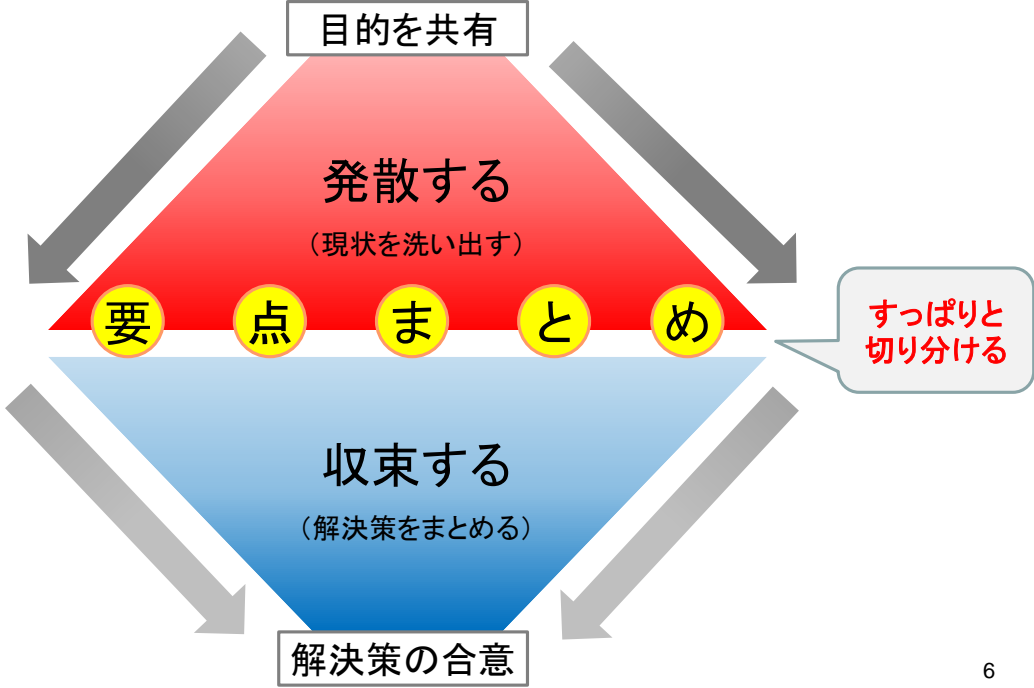 目的を共有
発散する
（現状を洗い出す）
要点まとめ
すっぱりと
切り分ける
収束する
（解決策をまとめる）
解決策の合意
6